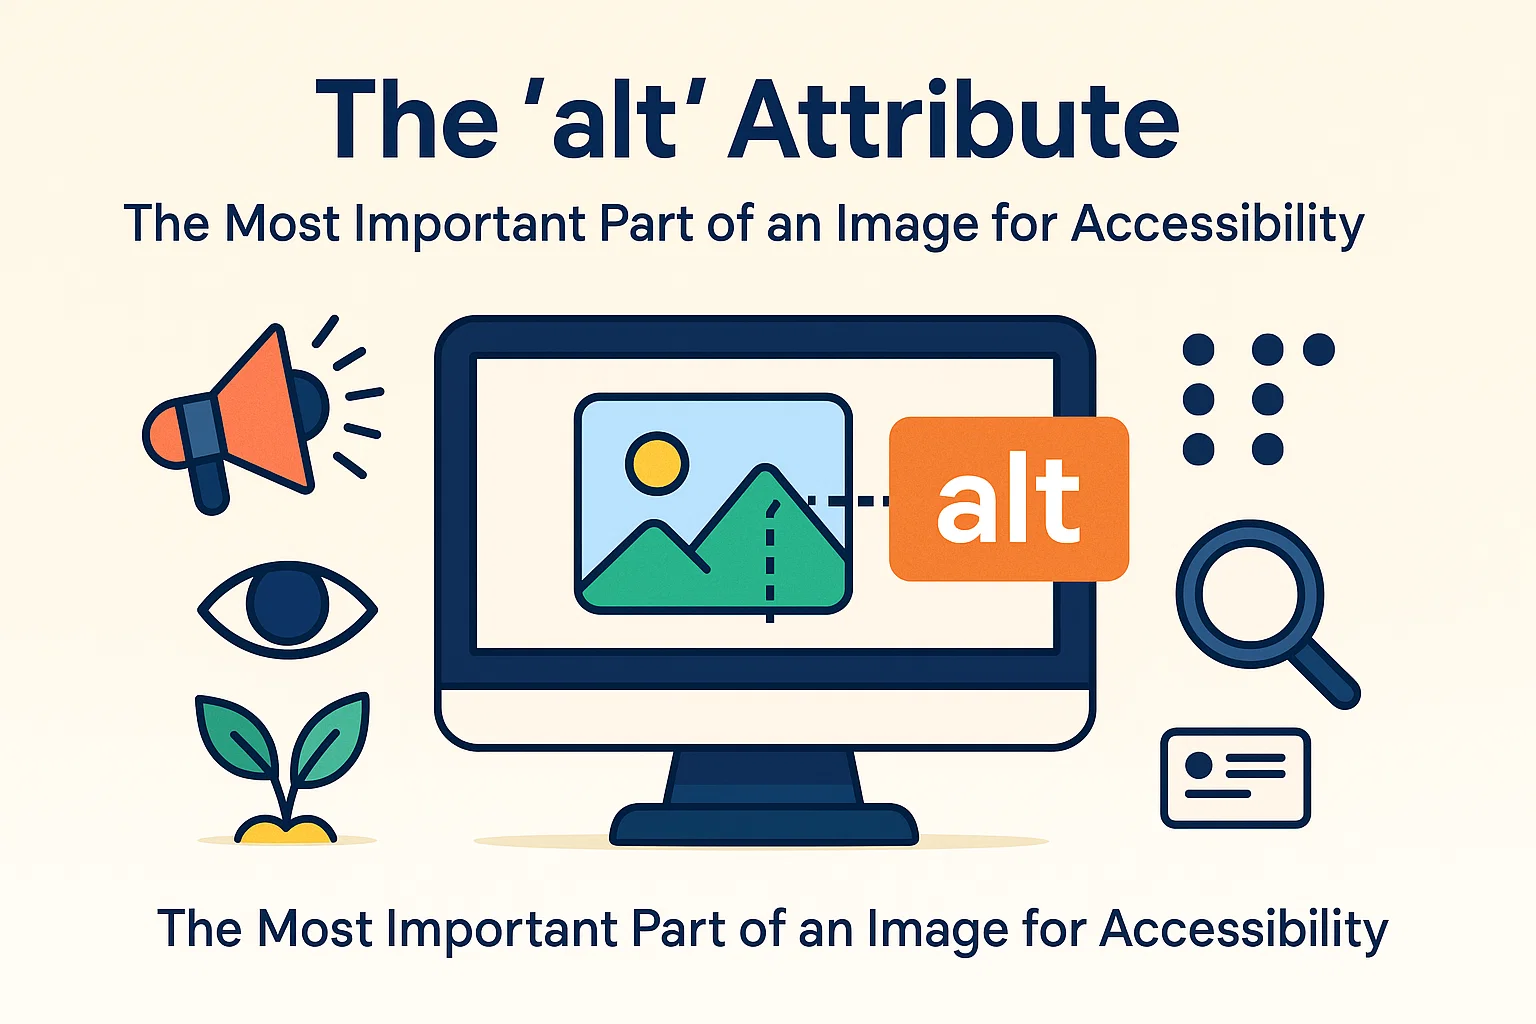 The 'alt' Attribute
The Most Important Part of an Image for Accessibility
alt
The Most Important Part of an Image for Accessibility